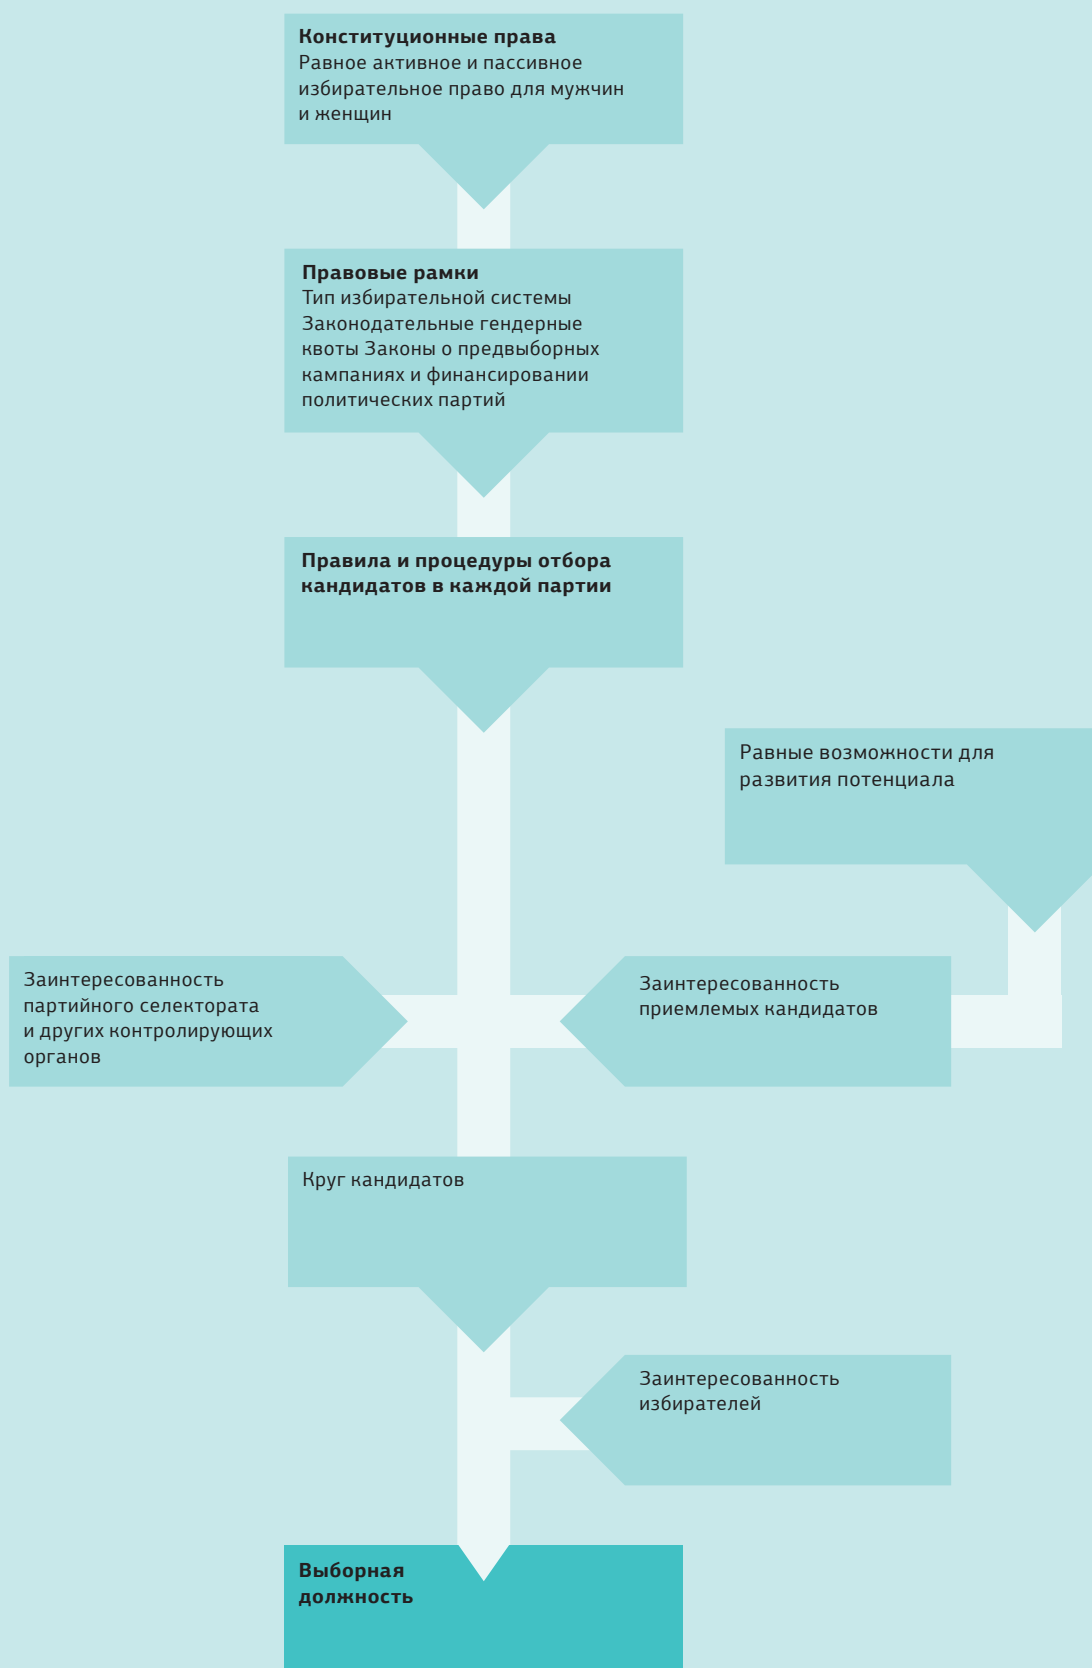 Конституционные права
Равное активное и пассивное
избирательное право для мужчин
и женщин
Правовые рамки
Тип избирательной системы
Законодательные гендерные
квоты Законы о предвыборных
кампаниях и финансировании
политических партий
Правила и процедуры отбора
кандидатов в каждой партии
Равные возможности для
развития потенциала
Заинтересованность
партийного селектората
и других контролирующих
органов
Заинтересованность
приемлемых кандидатов
Круг кандидатов
Заинтересованность
избирателей
Выборная
должность